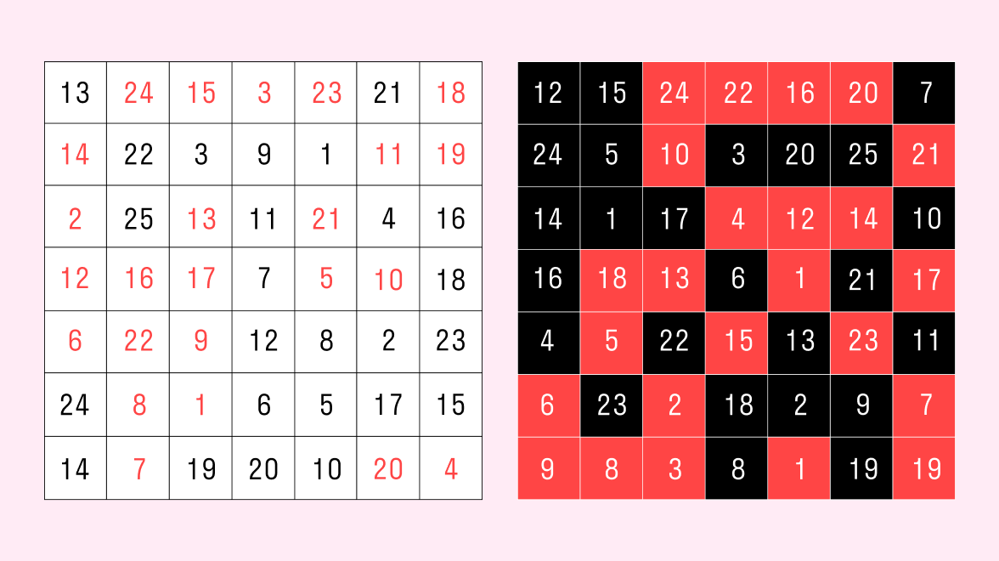 13 24 15 3 23 21 18
14 22 3 9 1 11 19
2 25 13 11 21 4 16
12 16 17 7 5 10 18
6 22 9 12 8 2 23
24 8 1 6 5 17 15
14 7 19 20 10 20 4
12 15 24 22 16 20 7
24 5 10 3 20 25 21
14 1 17 4 12 14 10
16 18 13 6 1 21 17
4 5 22 15 13 23 11
6 23 2 18 2 9 7
9 8 3 8 1 19 19